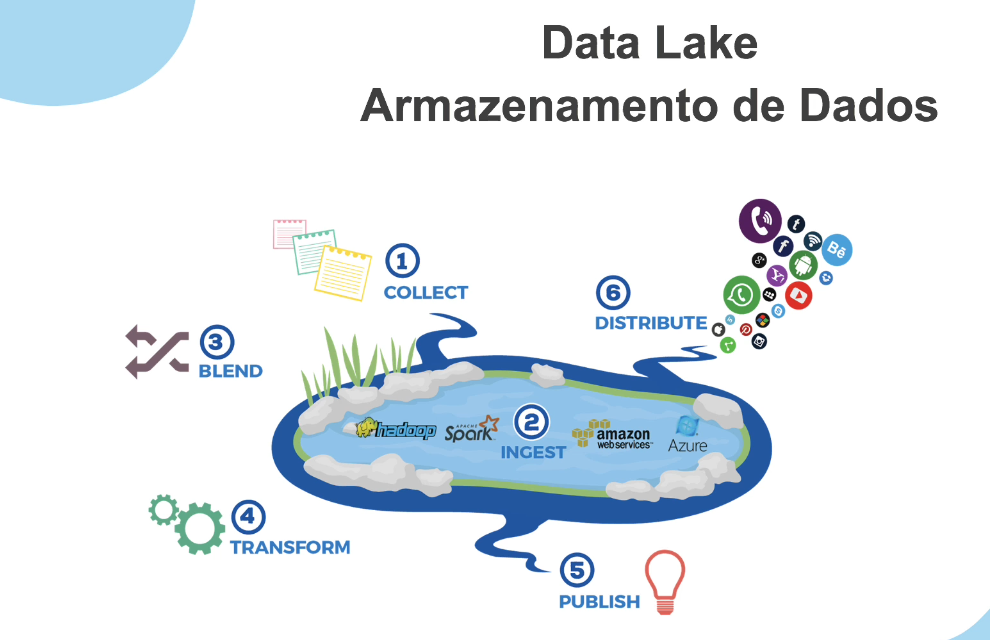 Data Lake
Armazenamento de Dados
1
COLLECT
6
DISTRIBUTE
3
BLEND
hadoop
APACHE
Spark
2
INGEST
amazon
web services
Azure
4
TRANSFORM
5
PUBLISH
Bē